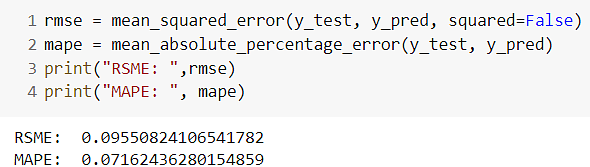 1 rmse = mean_squared_error(y_test, y_pred, squared=False)
2 mape = mean_absolute_percentage_error(y_test, y_pred)
3 print("RSME: ",rmse)
4 print("MAPE: ", mape)
RSME:  0.09550824106541782
MAPE:  0.07162436280154859